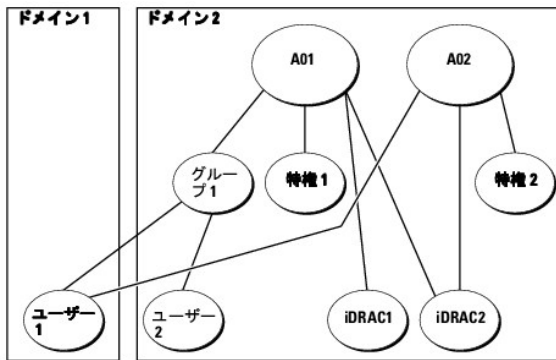 ドメイン1
ドメイン2
A01
A02
グルー
プ1
特権1
特権2
ユーザー
1
ユーザー
2
iDRAC1
iDRAC2